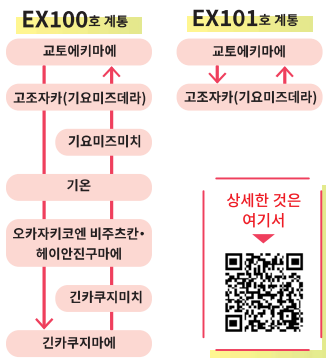 EX100호 계통
교토에키마에
고조자카(기요미즈데라)
기요미즈미치
기온
오카자키코엔 비주츠칸•
헤이안진구마에
긴카쿠지미치
긴카쿠지마에
EX101호 계통
교토에키마에
고조자카(기요미즈데라)
상세한 것은
여기서